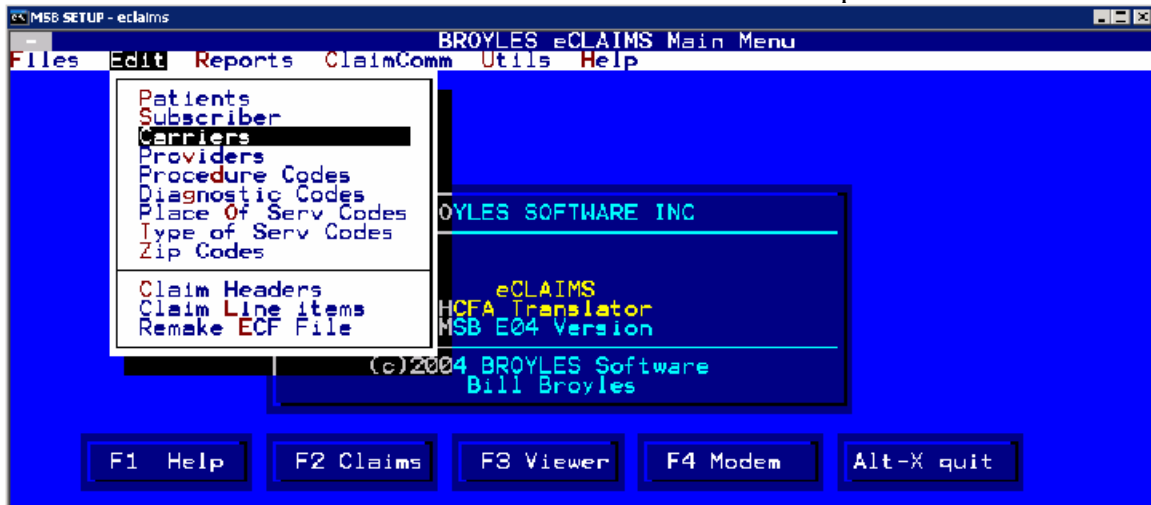 MSB SETUP - eclaims
BROYLES eCLAIMS Main Menu
FIles Edit Reports ClaimComm Utils Help
Patients
Subscriber
Carriers
Providers
Procedure Codes
Diagnostic Codes
Place Of Serv Codes
Type of Serv Codes
Zip Codes
Claim Headers
Claim LIne items
Remake ECF File
OYLES SOFTWARE INC
eCLAIMS
HCFA Translator
MSB E04 Version
(c)2004 BROYLES Software
Bill Broyles
F1 Help F2 Claims F3 Viewer F4 Modem Alt-X quit